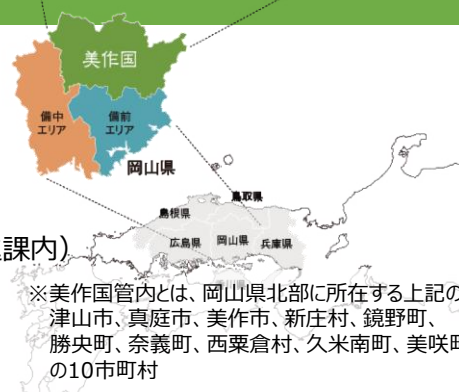 美作国
備中
エリア
備前
エリア
岡山県
鳥取県
島根県
広島県 岡山県 兵庫県
課内)
※美作国管内とは、岡山県北部に所在する上記の
津山市、真庭市、美作市、新庄村、鏡野町、
勝央町、奈義町、西粟倉村、久米南町、美咲町
の10市町村